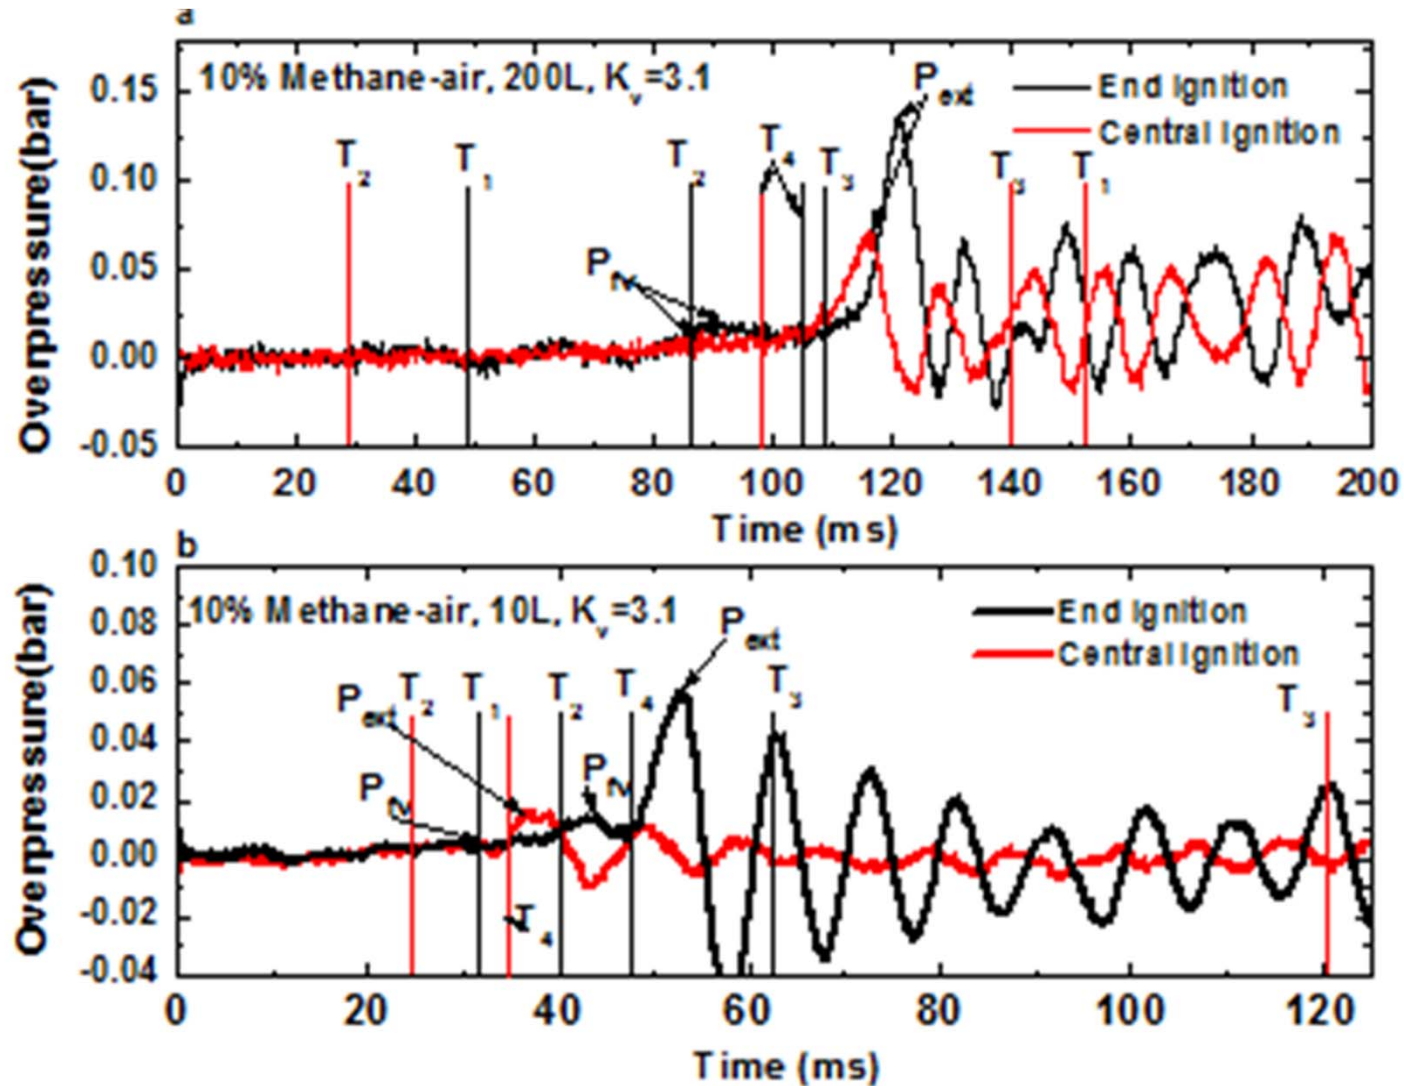 a
10% Methane-air, 200L, Kv=3.1
Pext
End ignition
Central ignition
T2
T1
T2
T4
T3
T3
T1
Pfv
Overpressure(bar)
0.15
0.10
0.05
0.00
-0.05
0 20 40 60 80 100 120 140 160 180 200
Time (ms)
b
10% Methane-air, 10L, Kv=3.1
Pext
End ignition
Central ignition
Pext
T2
T1
T2
T4
T3
T3
Pfv
Pfv
T4
Overpressure(bar)
0.10
0.08
0.06
0.04
0.02
0.00
-0.02
-0.04
0 20 40 60 80 100 120
Time (ms)